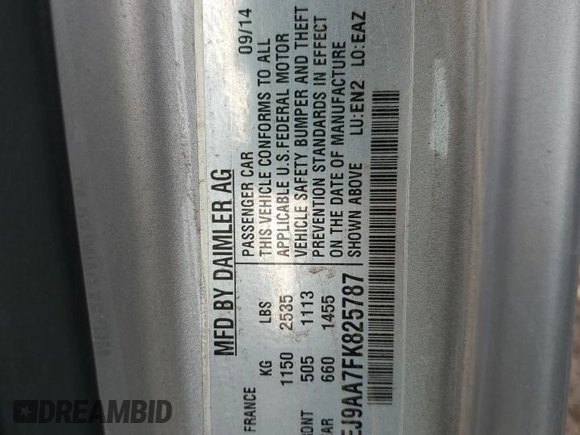 MFD BY DAIMLER AG
FRANCE
PASSENGER CAR 09/14
KG LBS
THIS VEHICLE CONFORMS TO ALL
1150 2535
APPLICABLE U.S. FEDERAL MOTOR
505 1113
VEHICLE SAFETY BUMPER AND THEFT
660 1455
PREVENTION STANDARDS IN EFFECT
ON THE DATE OF MANUFACTURE
SHOWN ABOVE LU:EN2 LO:EAZ
EJ9AA7FK825787
DIRTY.BID